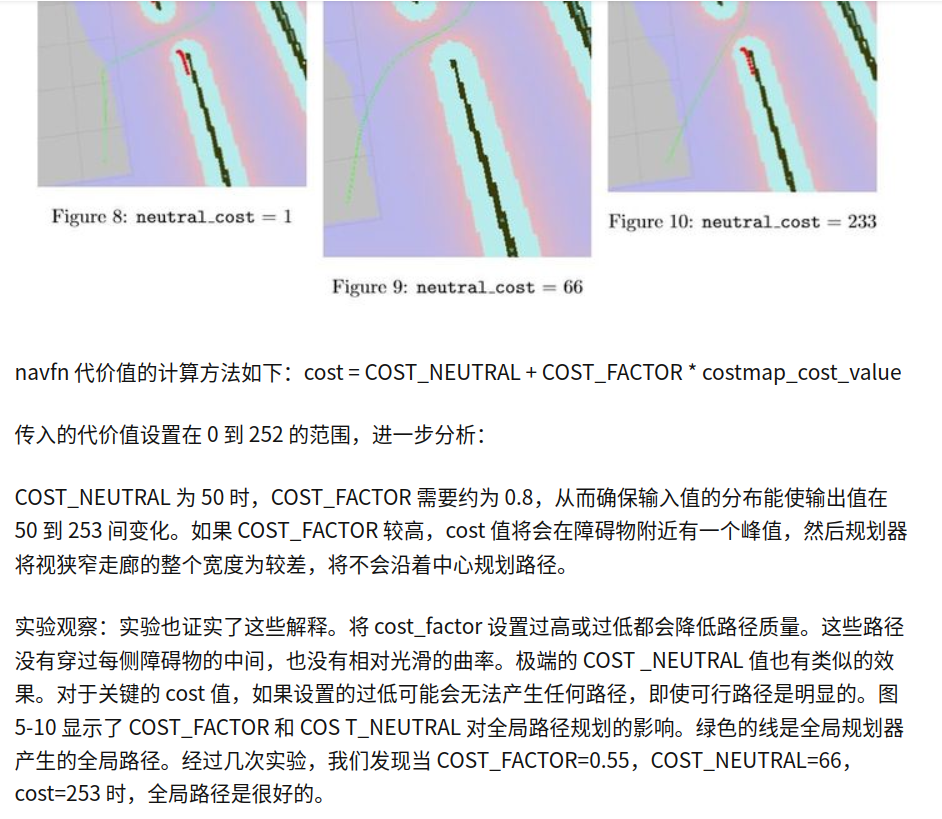 Figure 8: neutral_cost = 1
Figure 10: neutral_cost = 233
Figure 9: neutral_cost = 66
navfn 代价值的计算方法如下：cost = COST_NEUTRAL + COST_FACTOR * costmap_cost_value
传入的代价值设置在 0 到 252 的范围，进一步分析：
COST_NEUTRAL 为 50 时，COST_FACTOR 需要约为 0.8，从而确保输入值的分布能使输出值在
50 到 253 间变化。如果 COST_FACTOR 较高，cost 值将会在障碍物附近有一个峰值，然后规划器
将视狭窄走廊的整个宽度为较差，将不会沿着中心规划路径。
实验观察：实验也证实了这些解释。将 cost_factor 设置过高或过低都会降低路径质量。这些路径
没有穿过每侧障碍物的中间，也没有相对光滑的曲率。极端的 COST _NEUTRAL 值也有类似的效
果。对于关键的 cost 值，如果设置的过低可能会无法产生任何路径，即使可行路径是明显的。图
5-10 显示了 COST_FACTOR 和 COS T_NEUTRAL 对全局路径规划的影响。绿色的线是全局规划器
产生的全局路径。经过几次实验，我们发现当 COST_FACTOR=0.55，COST_NEUTRAL=66，
cost=253 时，全局路径是很好的。